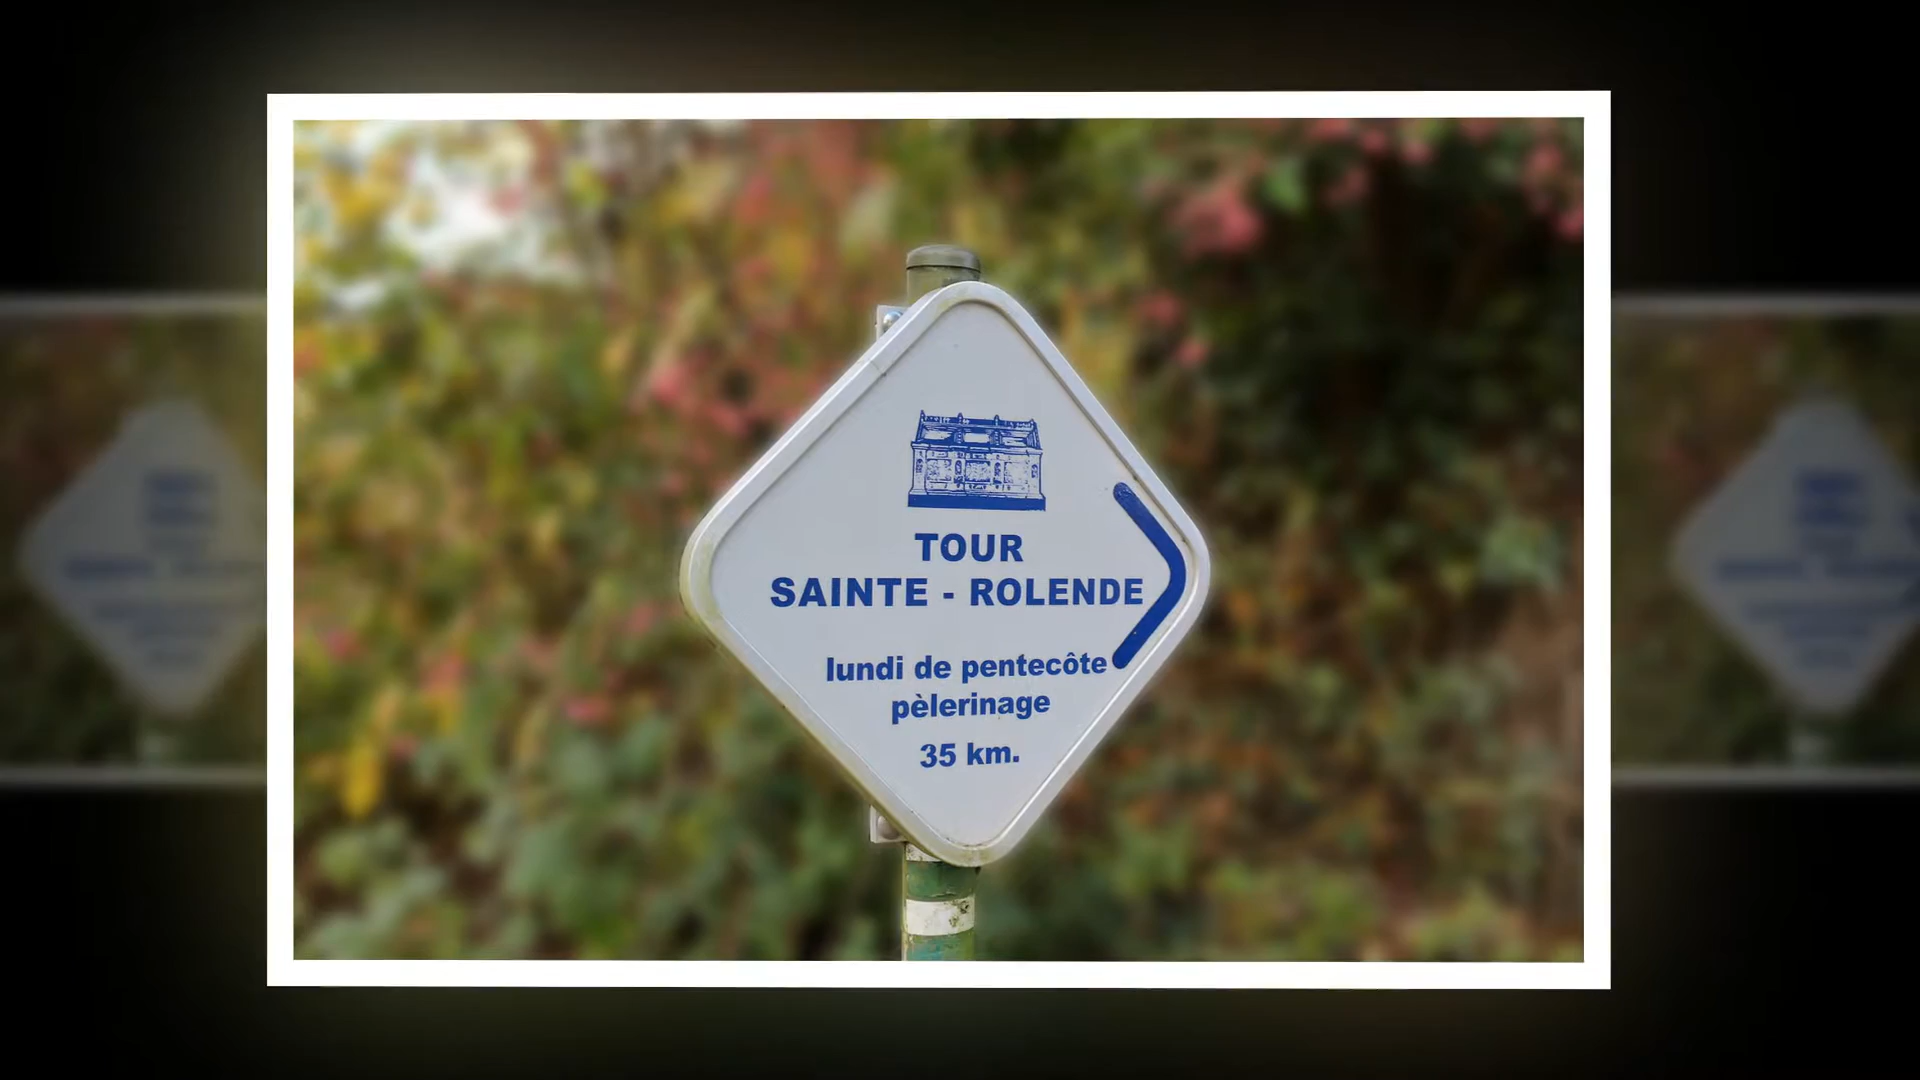 TOUR
SAINTE - ROLENDE
lundi de pentecôte
pèlerinage
35 km.